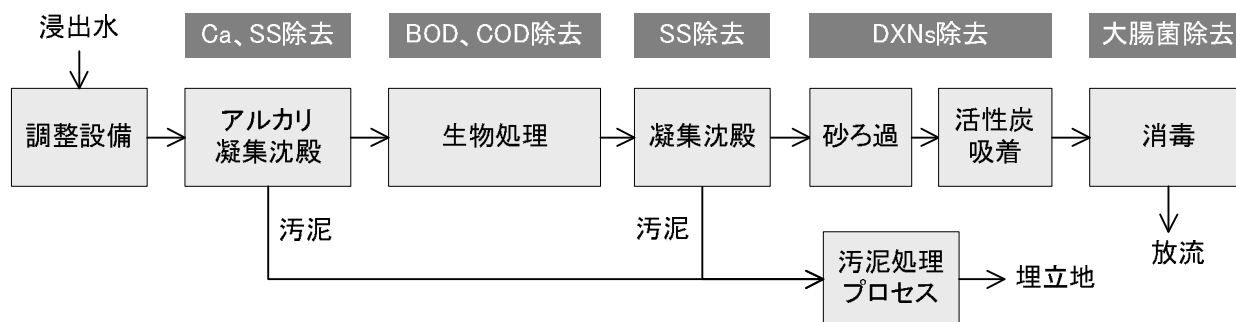 浸出水
Ca、SS除去
BOD、COD除去
SS除去
DXNs除去
大腸菌除去
調整設備
アルカリ
凝集沈殿
生物処理
凝集沈殿
砂ろ過
活性炭
吸着
消毒
汚泥
汚泥
放流
汚泥処理
プロセス
埋立地